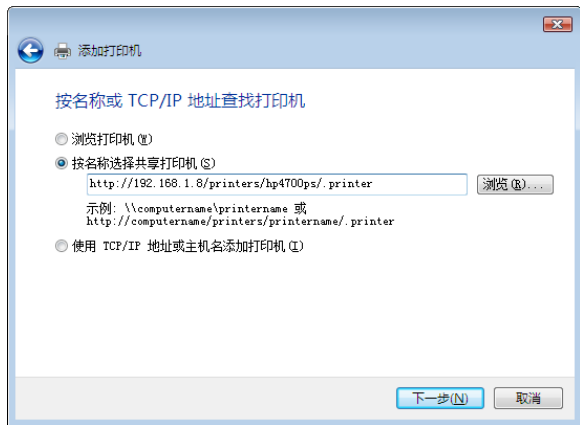 添加打印机
按名称或 TCP/IP 地址查找打印机
浏览打印机(W)
按名称选择共享打印机(S)
http://192.168.1.8/printers/hp4700ps/.printer
浏览(R)...
示例: \\computername\printername 或
http://computername/printers/printername/.printer
使用 TCP/IP 地址或主机名添加打印机(I)
下一步(N)
取消